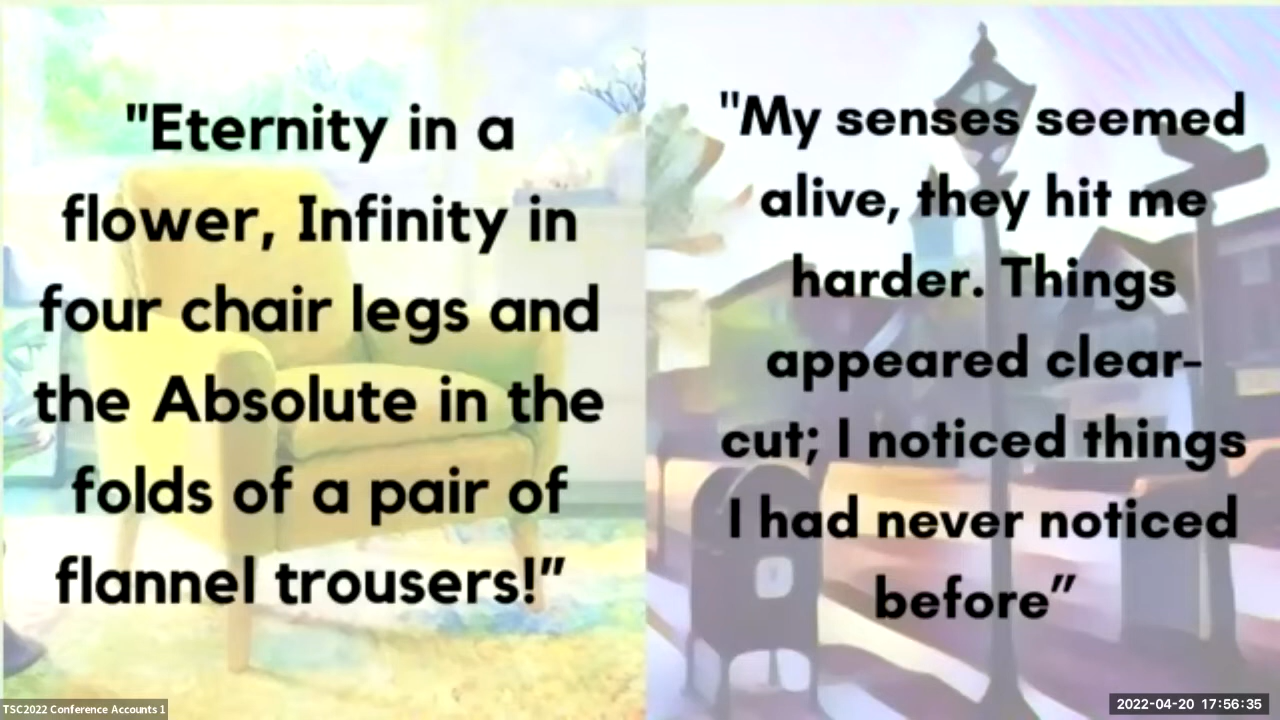 "Eternity in a
flower, Infinity in
four chair legs and
the Absolute in the
folds of a pair of
flannel trousers!”
"My senses seemed
alive, they hit me
harder. Things
appeared clear-
cut; I noticed things
I had never noticed
before”
TSC2022 Conference Accounts 1
2022-04-20 17:56:35